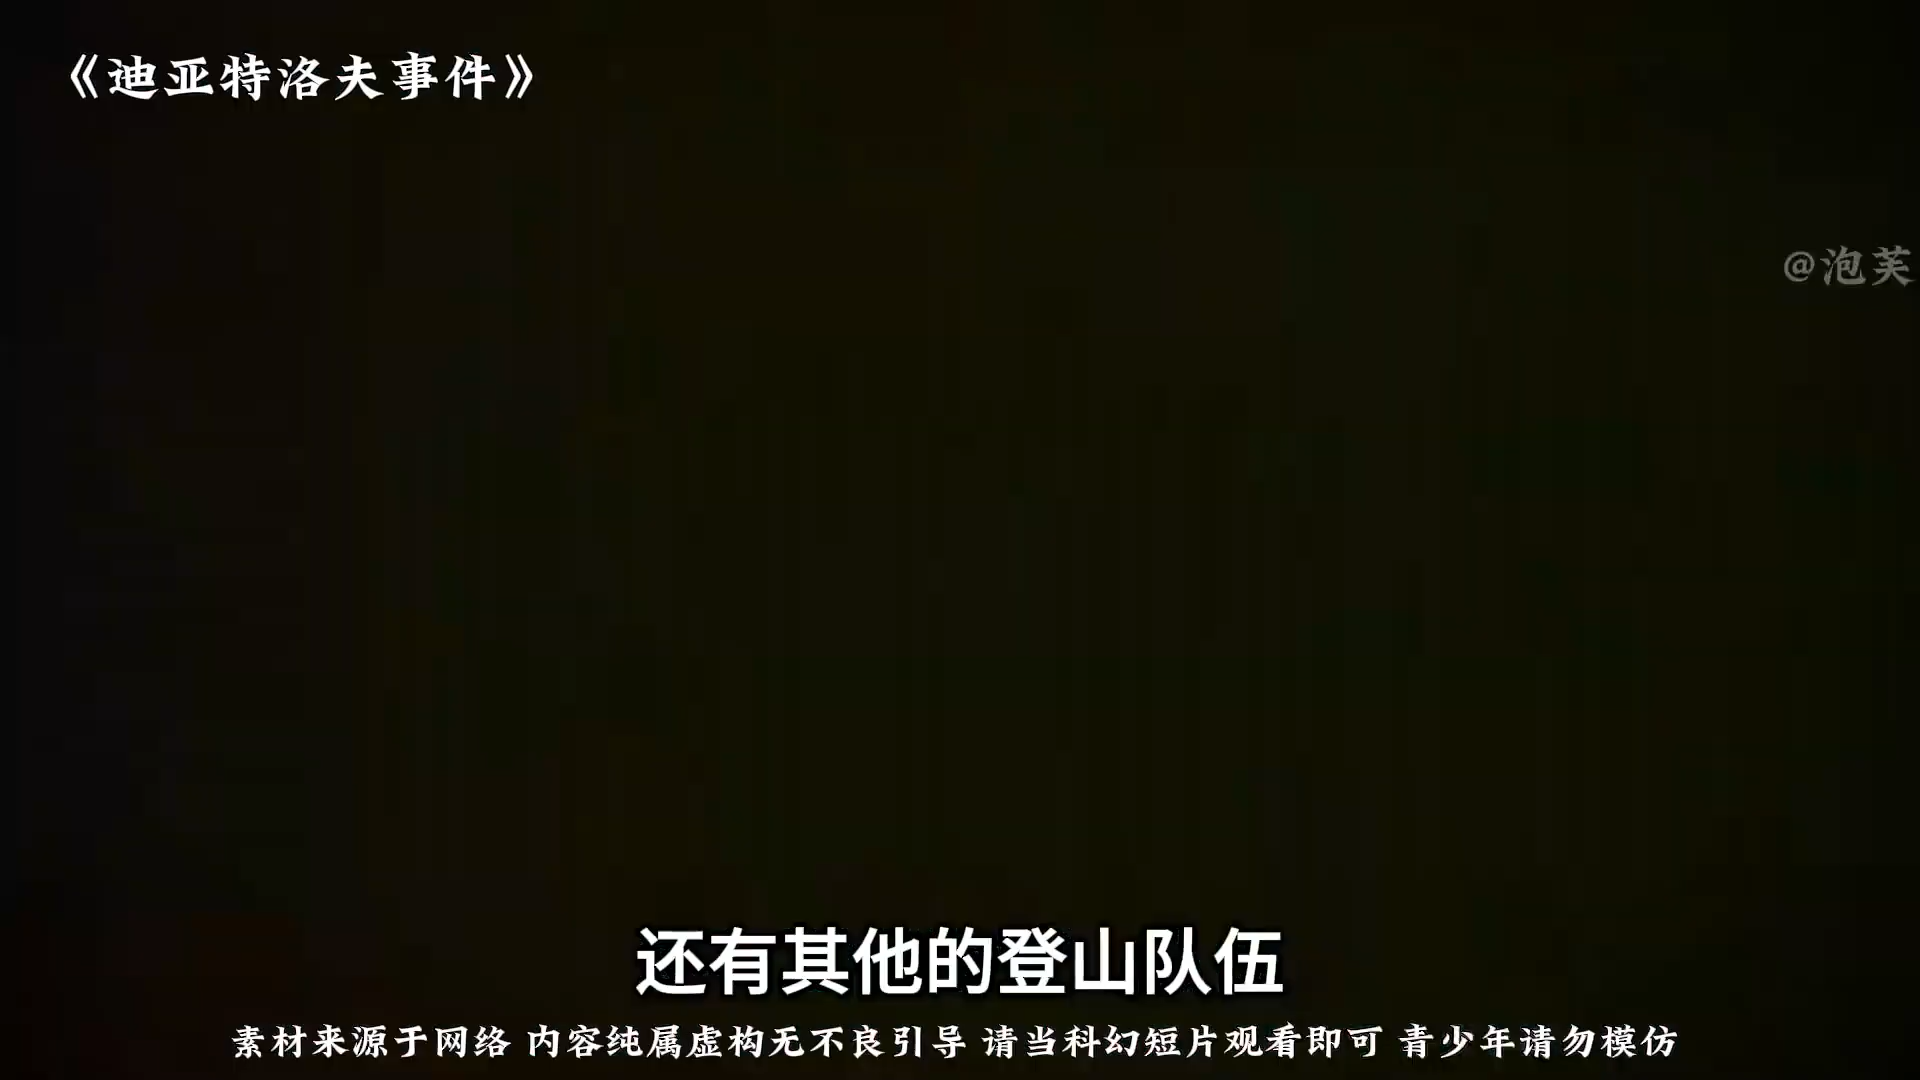 《迪亚特洛夫事件》
@泡芙
还有其他的登山队伍
素材来源于网络 内容纯属虚构无不良引导 请当科幻短片观看即可 青少年请勿模仿